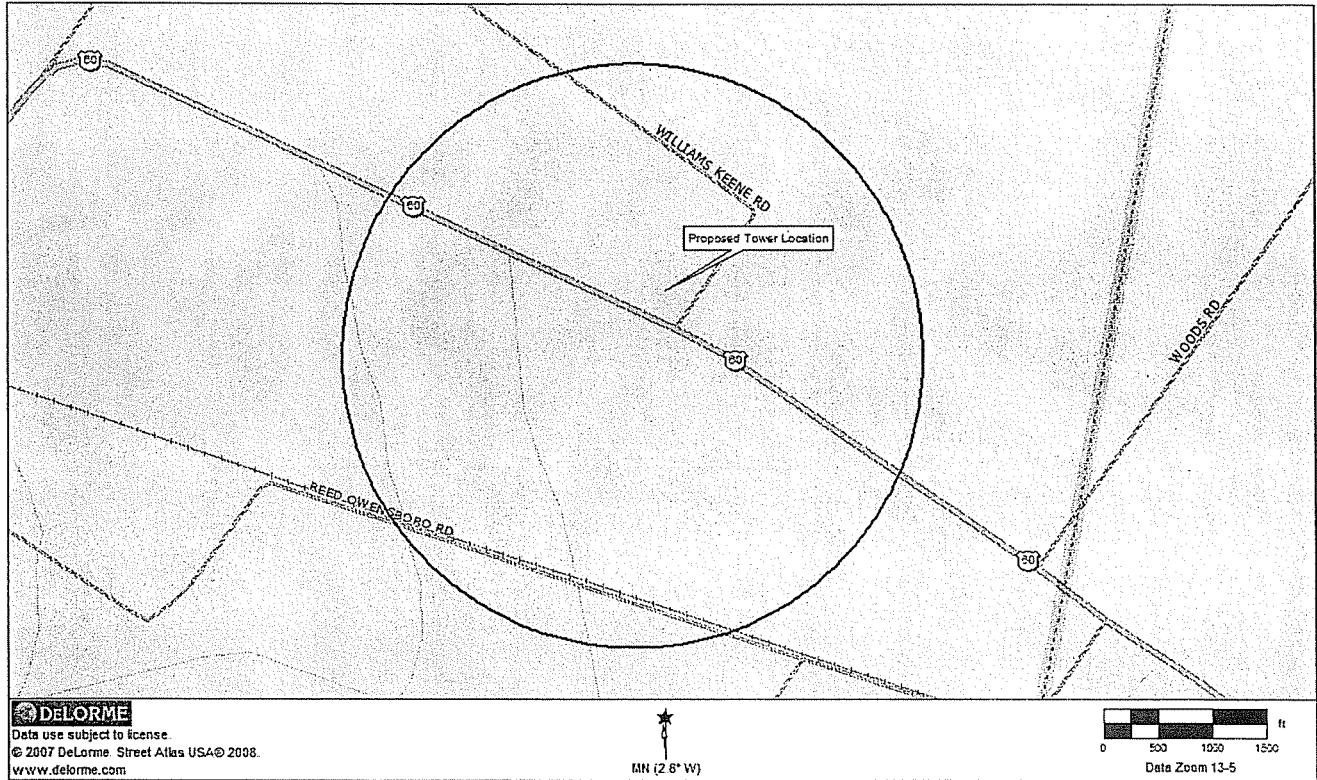 60
60
WILLIAMS KEENE RD
Proposed Tower Location
60
WOODS RD
REED OWENSBORO RD
60
DELORME
Data use subject to license.
© 2007 DeLorme. Street Atlas USA® 2008.
www.delorme.com
MN (2.6° W)
ft
0 500 1000 1500
Data Zoom 13-5